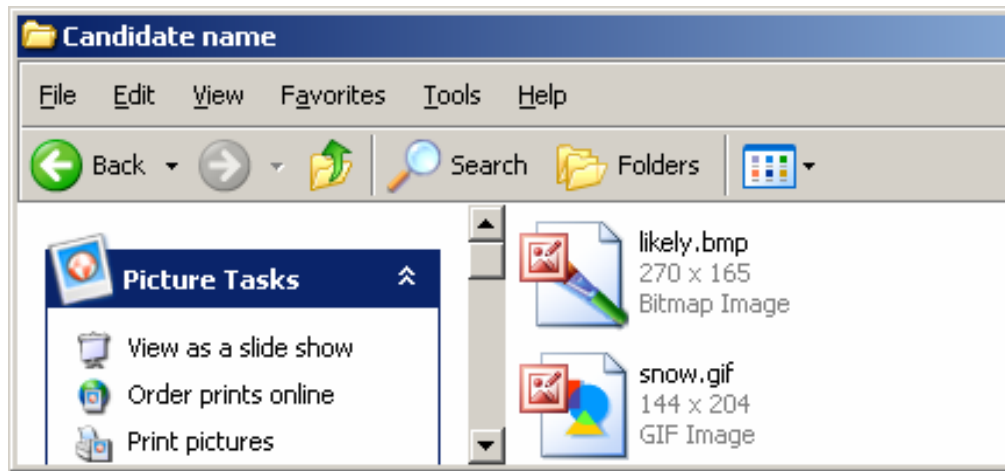 Candidate name
File Edit View Favorites Tools Help
Back Search Folders
Picture Tasks
View as a slide show
Order prints online
Print pictures
likely.bmp
270 x 165
Bitmap Image
snow.gif
144 x 204
GIF Image